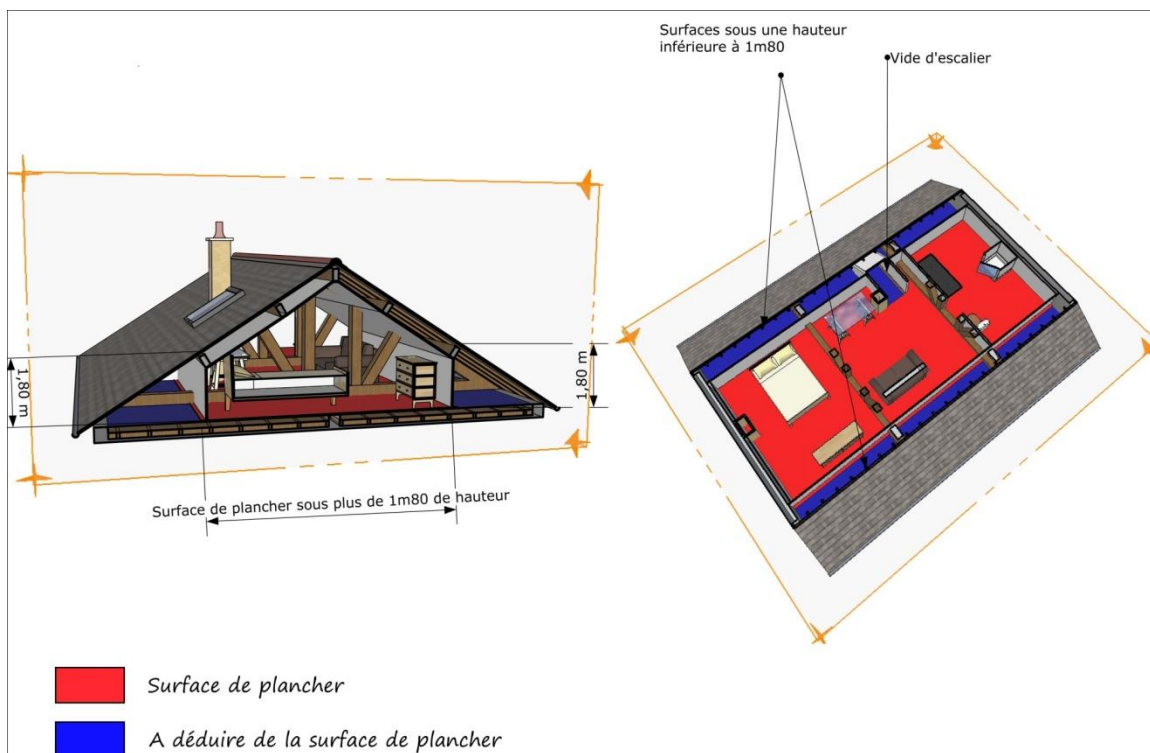 Surfaces sous une hauteur
inférieure à 1m80
Vide d'escalier
1,80 m
1,80 m
Surface de plancher sous plus de 1m80 de hauteur
Surface de plancher
A déduire de la surface de plancher